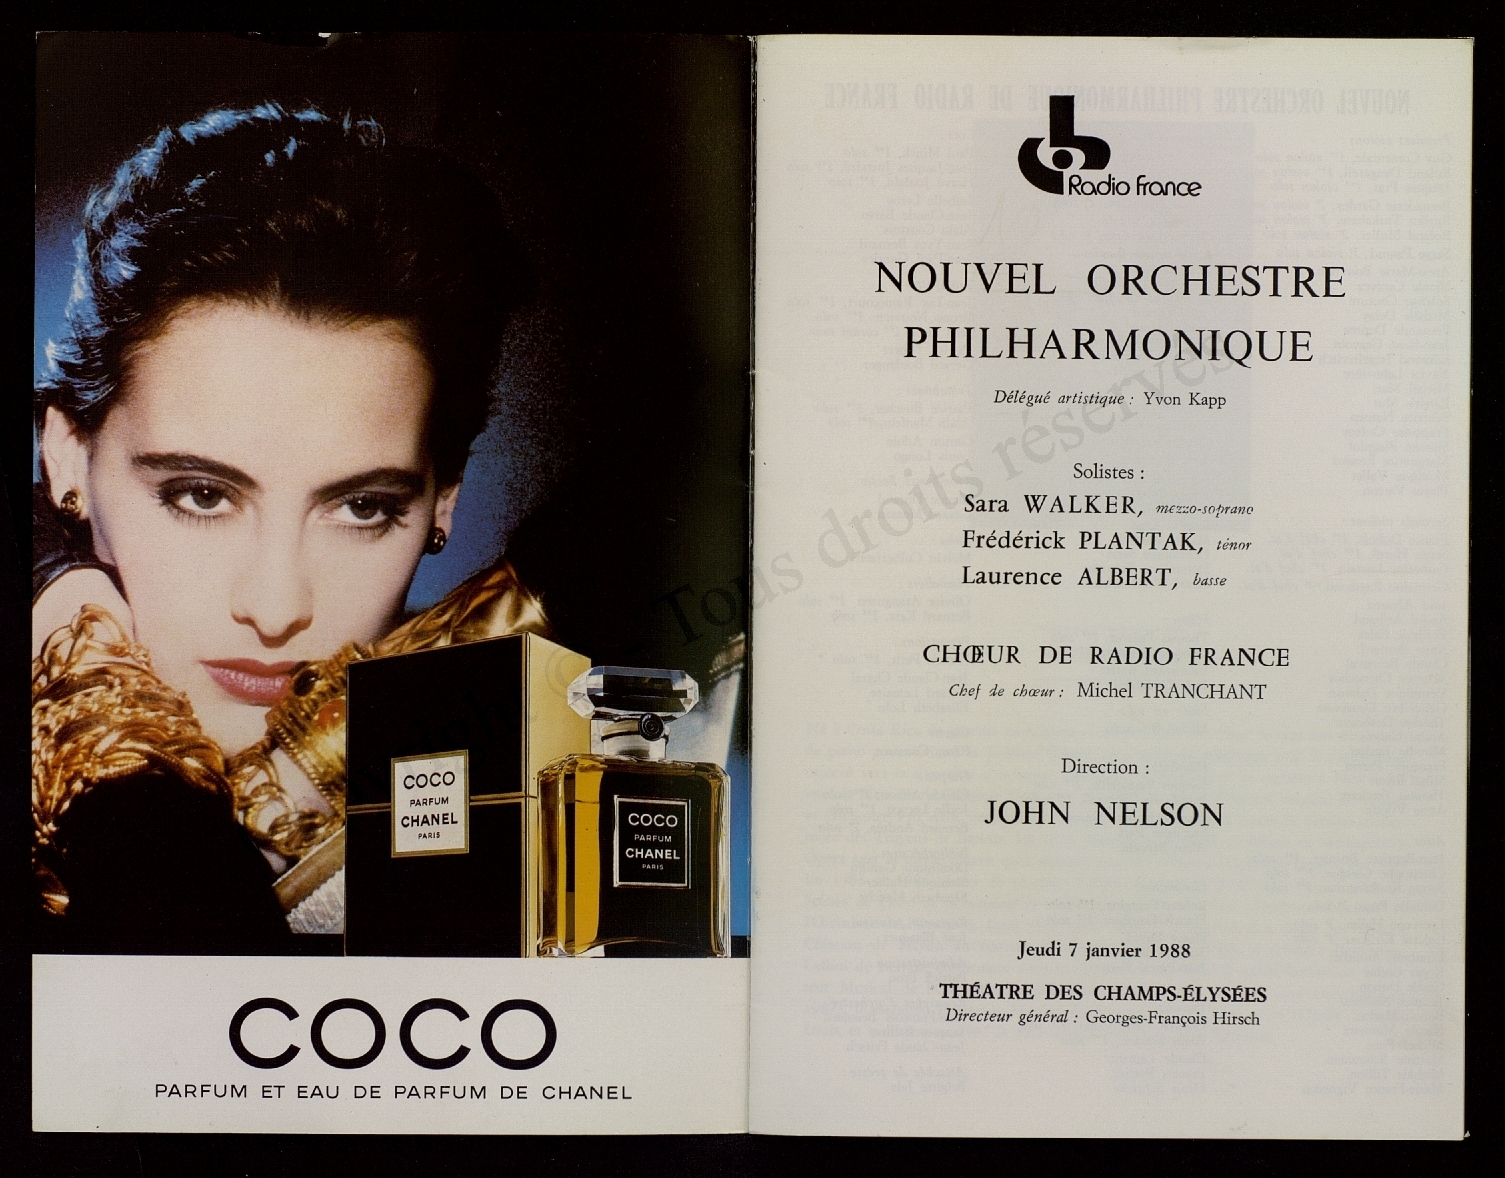 COCO
PARFUM
CHANEL
PARIS
COCO
PARFUM
CHANEL
PARIS
COCO
PARFUM ET EAU DE PARFUM DE CHANEL
Radio france
NOUVEL ORCHESTRE
PHILHARMONIQUE
Délégué artistique : Yvon Kapp
Solistes :
Sara WALKER, mezzo-soprano
Frédérick PLANTAK, ténor
Laurence ALBERT, basse
CHŒUR DE RADIO FRANCE
Chef de chœur : Michel TRANCHANT
Direction :
JOHN NELSON
Jeudi 7 janvier 1988
THÉATRE DES CHAMPS-ÉLYSÉES
Directeur général : Georges-François Hirsch
© - Tous droits réservés